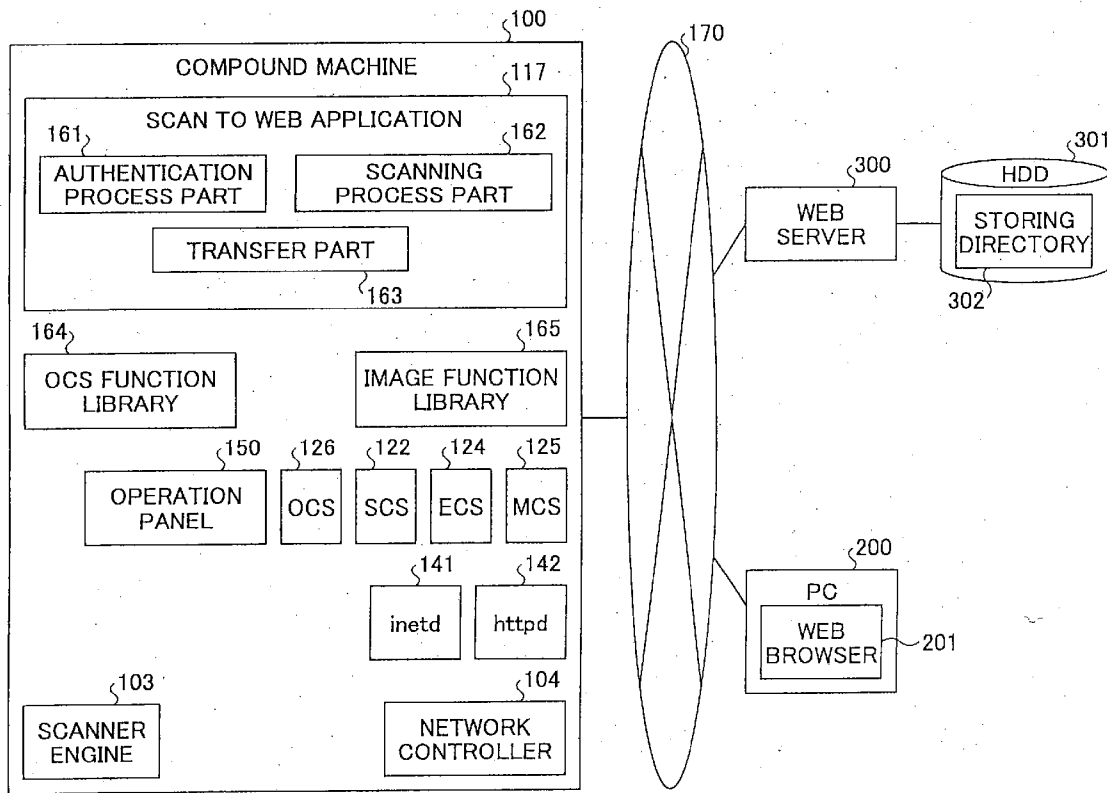 100
COMPOUND MACHINE
117
SCAN TO WEB APPLICATION
161
AUTHENTICATION
PROCESS PART
162
SCANNING
PROCESS PART
TRANSFER PART
163
164
OCS FUNCTION
LIBRARY
165
IMAGE FUNCTION
LIBRARY
150
OPERATION
PANEL
126
OCS
122
SCS
124
ECS
125
MCS
141
inetd
142
httpd
103
SCANNER
ENGINE
104
NETWORK
CONTROLLER
170
300
WEB
SERVER
301
HDD
STORING
DIRECTORY
302
200
PC
WEB
BROWSER
201